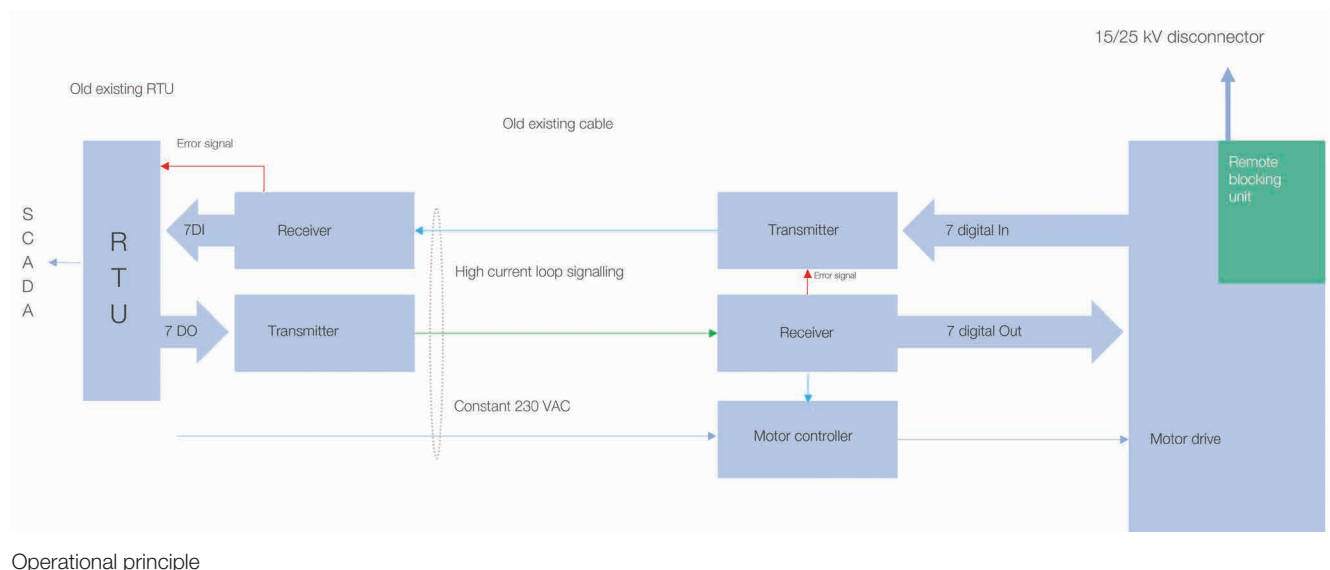 15/25 kV disconnector
Old existing RTU
Old existing cable
Error signal
Remote
blocking
unit
S
C
A
D
A
R
T
U
7DI
Receiver
Transmitter
7 digital In
High current loop signalling
Error signal
7 DO
Transmitter
Receiver
7 digital Out
Constant 230 VAC
Motor controller
Motor drive
Operational principle